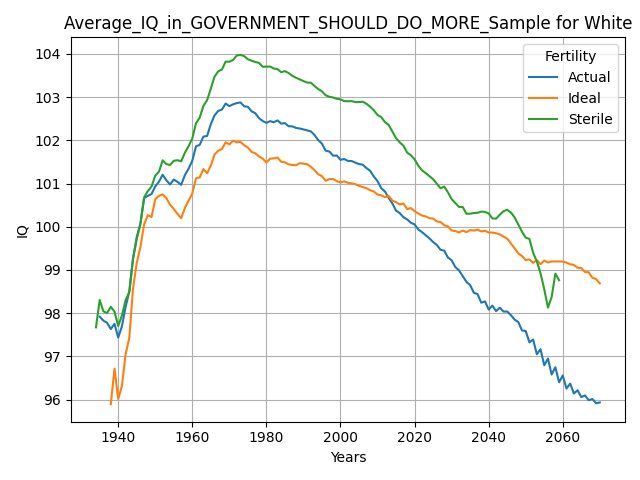 Average_IQ_in_GOVERNMENT_SHOULD_DO_MORE_Sample for White
104
103
102
101
100
99
98
97
96
IQ
Fertility
Actual
Ideal
Sterile
1940
1960
1980
2000
2020
2040
2060
Years